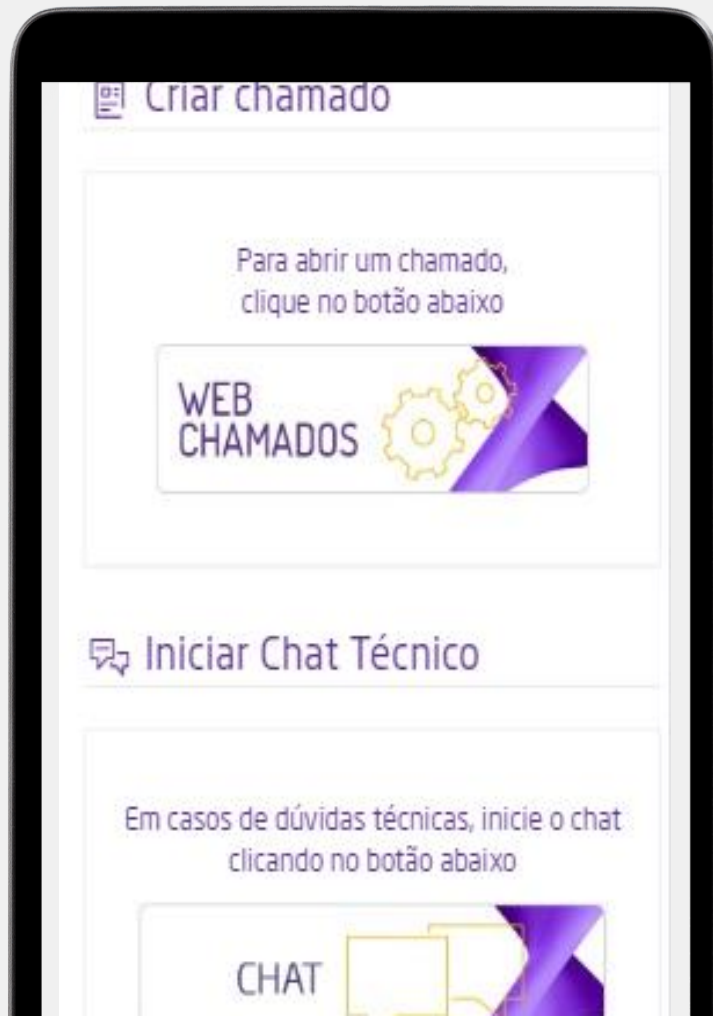 Criar chamado
Para abrir um chamado,
clique no botão abaixo
WEB
CHAMADOS
Iniciar Chat Técnico
Em casos de dúvidas técnicas, inicie o chat
clicando no botão abaixo
CHAT